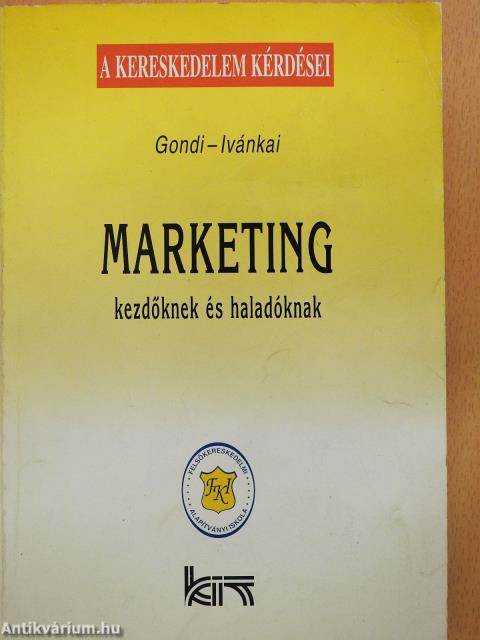 A KERESKEDELEM KÉRDÉSEI
Gondi – Ivánkai
MARKETING
kezdőknek és haladóknak
FELSŐKERESKEDELMI
FKI
ALAPÍTVÁNYI ISKOLA
KIT
Antikvárium.hu